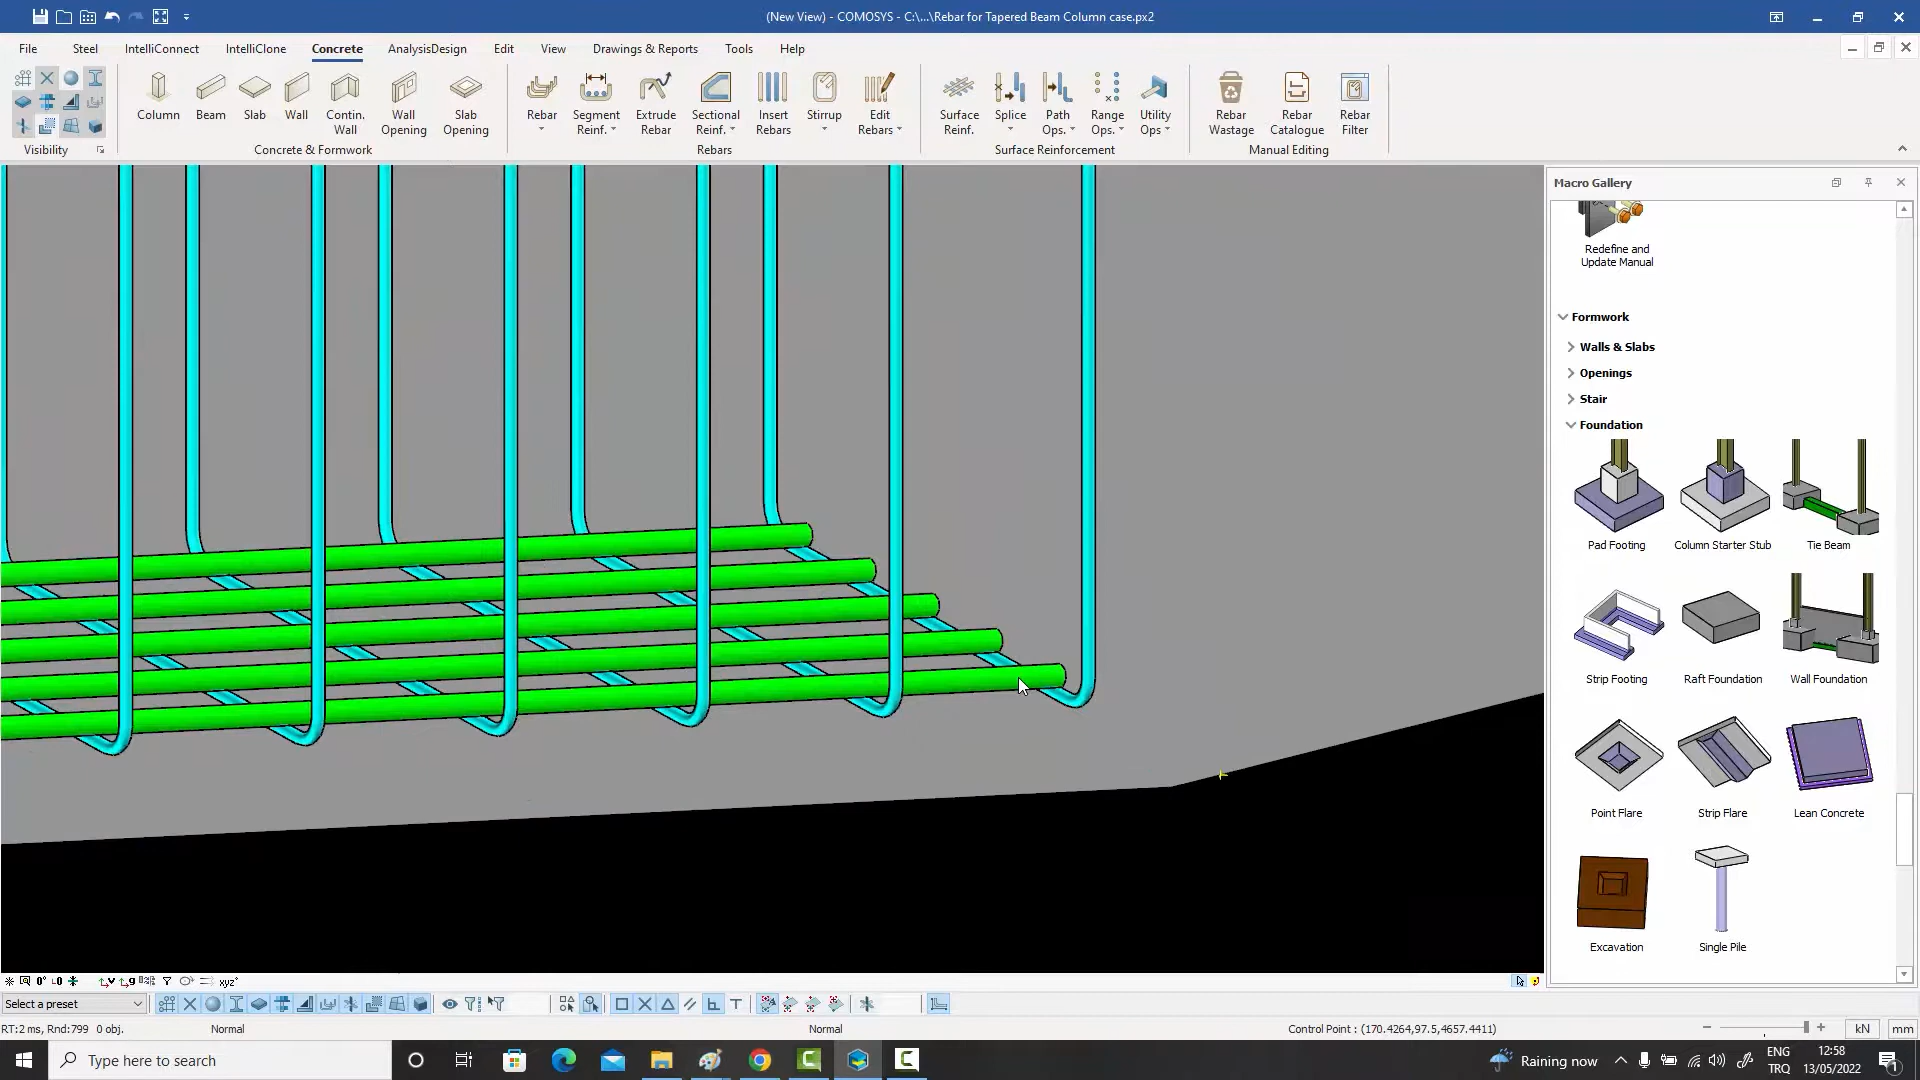 (New View) - COMOSYS - C:\...\Rebar for Tapered Beam Column case.px2
File Steel IntelliConnect IntelliClone Concrete AnalysisDesign Edit View Drawings & Reports Tools Help
Column Beam Slab Wall Contin. Wall Wall Opening Slab Opening
Rebar Segment Reinf. Extrude Rebar Sectional Reinf. Insert Rebars Stirrup Edit Rebars
Surface Reinf. Splice Path Ops. Range Ops. Utility Ops
Rebar Wastage Rebar Catalogue Rebar Filter
Visibility Concrete & Formwork Rebars Surface Reinforcement Manual Editing
Macro Gallery
Redefine and
Update Manual
Formwork
Walls & Slabs
Openings
Stair
Foundation
Pad Footing Column Starter Stub Tie Beam
Strip Footing Raft Foundation Wall Foundation
Point Flare Strip Flare Lean Concrete
Excavation Single Pile
xyz
Select a preset
RT:2 ms, Rnd:799 0 obj. Normal Normal Control Point : (170.4264,97.5,4657.4411) kN mm
Type here to search
Raining now
ENG
TRQ
12:58
13/05/2022
1